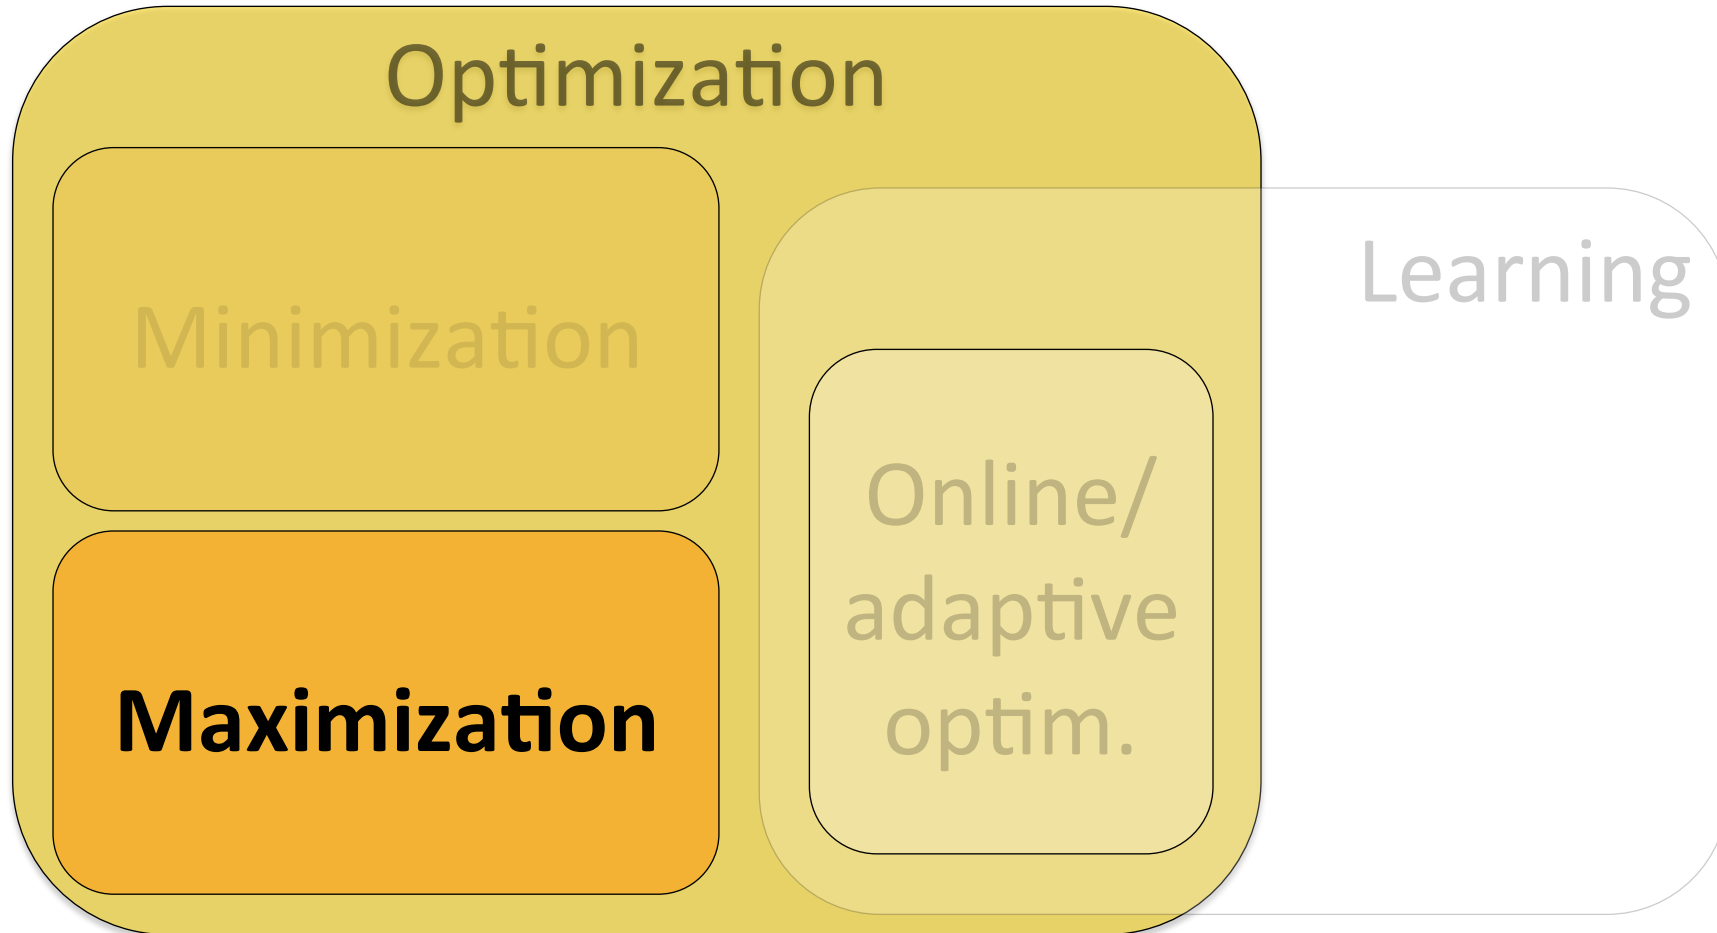 Optimization
Learning
Minimization
Online/
adaptive
optim.
Maximization